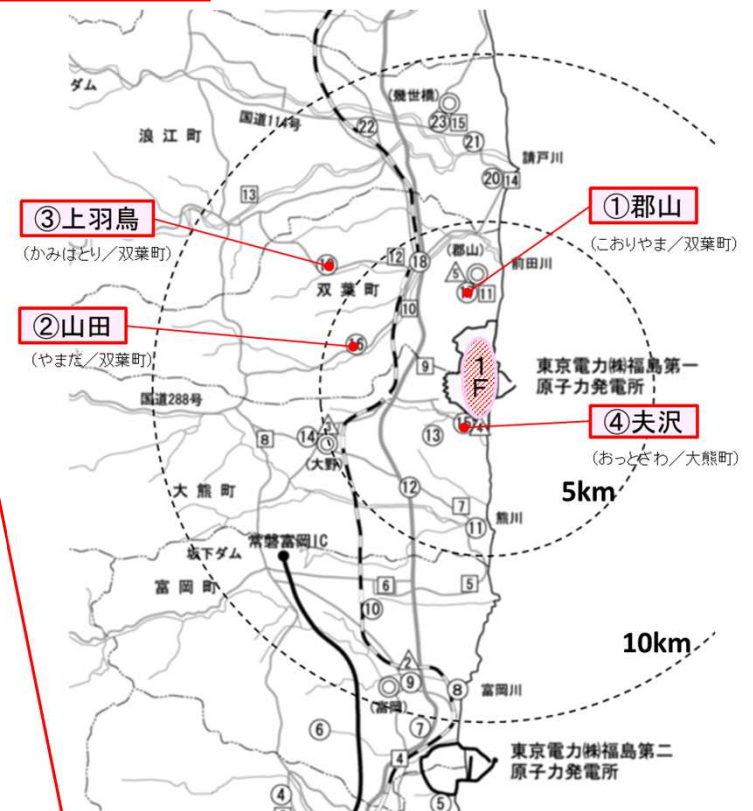 ダム
浪江町
国道114号
(幾世橋)
22
23
15
21
請戸川
20
14
13
③上羽鳥
(かみはとり／双葉町)
①郡山
(こおりやま／双葉町)
(郡山)
5
前田川
12
18
11
双葉町
10
②山田
(やまだ／双葉町)
9
1F
東京電力㈱福島第一
原子力発電所
国道288号
④夫沢
(おっとざわ／大熊町)
8
14
3
(大野)
13
5km
大熊町
12
7
11
熊川
常磐富岡IC
坂下ダム
富岡町
6
5
10
10km
2
9
(富岡)
8
富岡川
6
7
4
東京電力㈱福島第二
原子力発電所
4
5